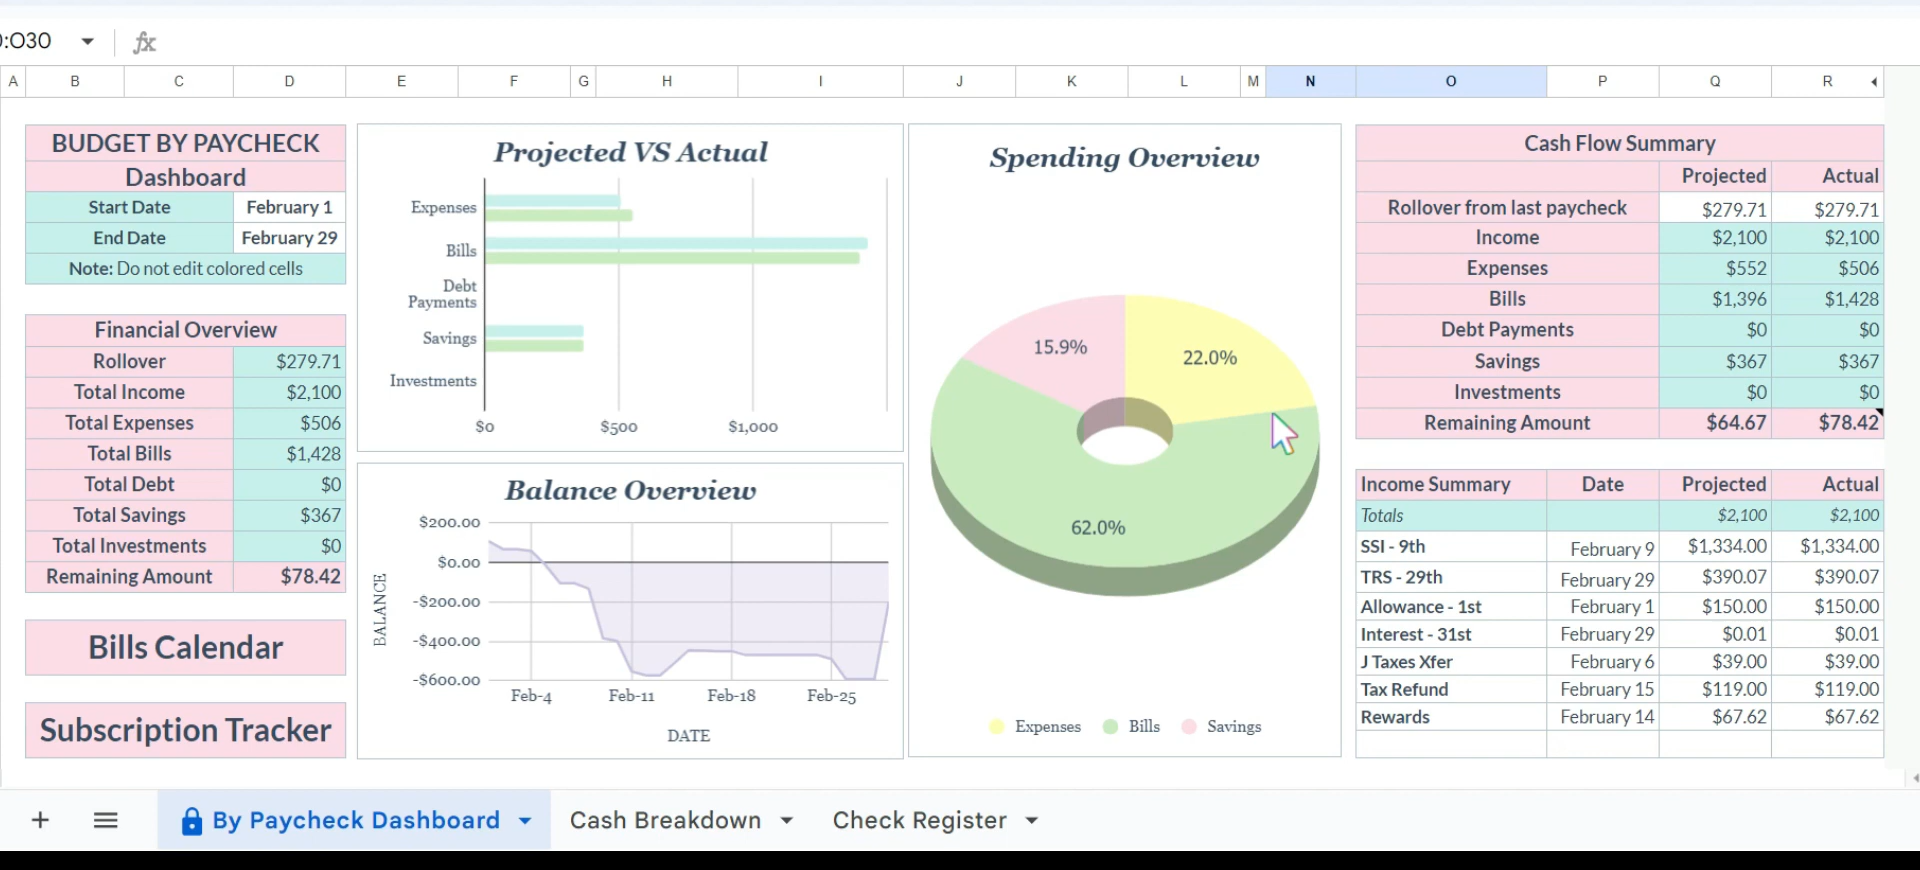 :O30
fx
A B C D E F G H I J K L M N O P Q R
BUDGET BY PAYCHECK
Dashboard
Start Date February 1
End Date February 29
Note: Do not edit colored cells
Financial Overview
Rollover $279.71
Total Income $2,100
Total Expenses $506
Total Bills $1,428
Total Debt $0
Total Savings $367
Total Investments $0
Remaining Amount $78.42
Bills Calendar
Subscription Tracker
Projected VS Actual
Expenses
Bills
Debt
Payments
Savings
Investments
$0 $500 $1,000
Balance Overview
BALANCE
$200.00
$0.00
-$200.00
-$400.00
-$600.00
Feb-4 Feb-11 Feb-18 Feb-25
DATE
Spending Overview
15.9%
22.0%
62.0%
Expenses Bills Savings
Cash Flow Summary
Projected Actual
Rollover from last paycheck $279.71 $279.71
Income $2,100 $2,100
Expenses $552 $506
Bills $1,396 $1,428
Debt Payments $0 $0
Savings $367 $367
Investments $0 $0
Remaining Amount $64.67 $78.42
Income Summary Date Projected Actual
Totals $2,100 $2,100
SSI - 9th February 9 $1,334.00 $1,334.00
TRS - 29th February 29 $390.07 $390.07
Allowance - 1st February 1 $150.00 $150.00
Interest - 31st February 29 $0.01 $0.01
J Taxes Xfer February 6 $39.00 $39.00
Tax Refund February 15 $119.00 $119.00
Rewards February 14 $67.62 $67.62
By Paycheck Dashboard Cash Breakdown Check Register